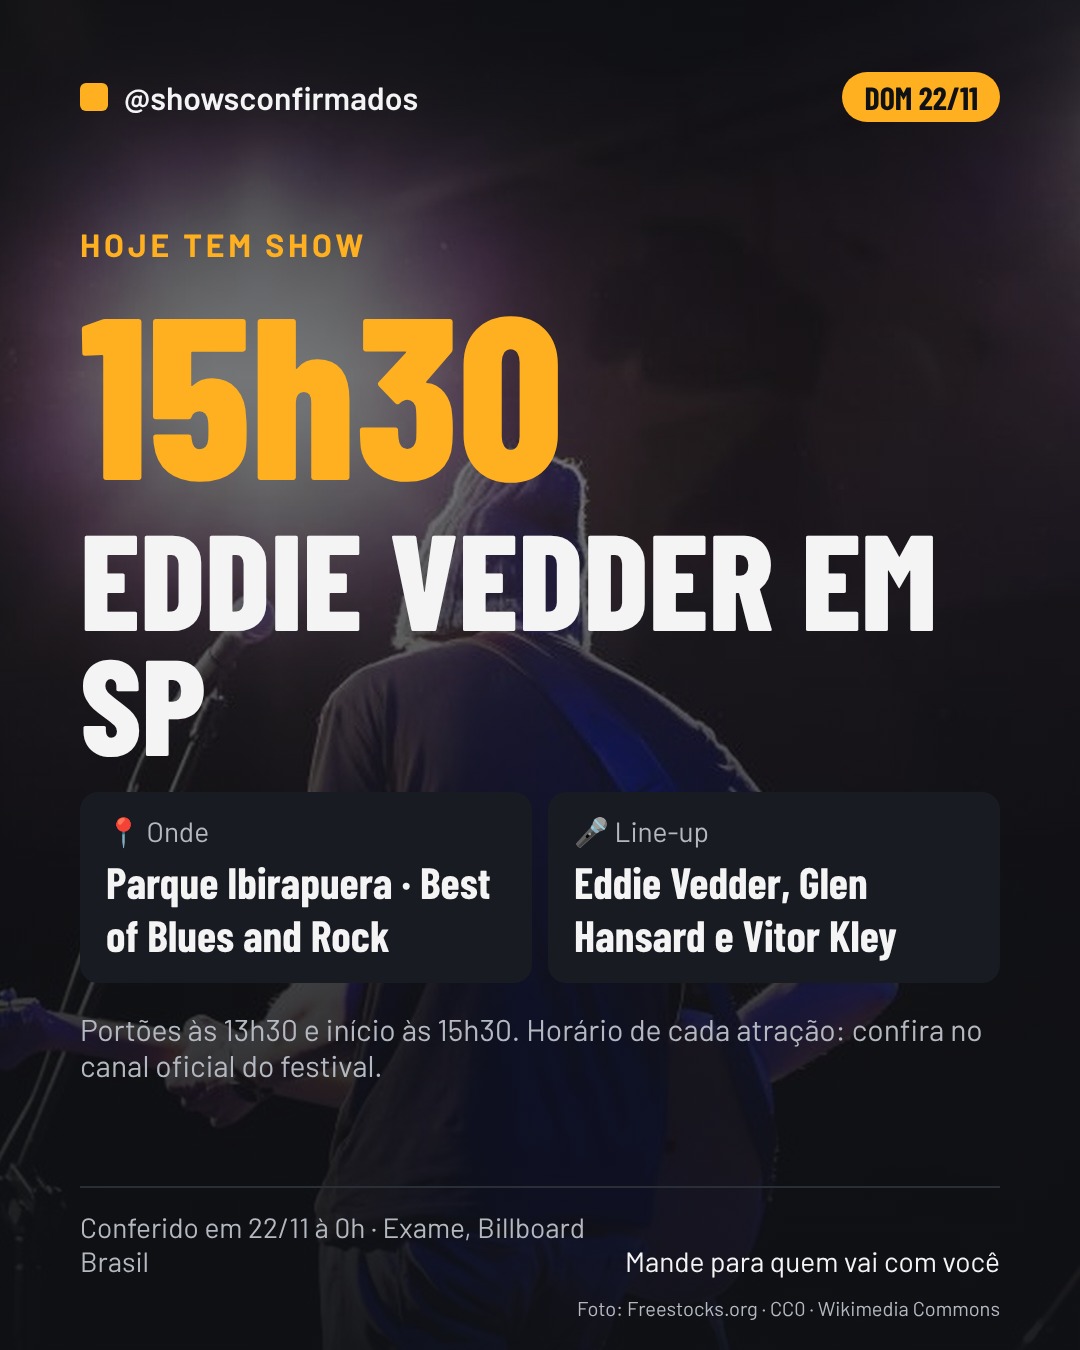 @showsconfirmados
DOM 22/11
HOJE TEM SHOW
15h30
EDDIE VEDDER EM
SP
📍 Onde
Parque Ibirapuera · Best
of Blues and Rock
🎤 Line-up
Eddie Vedder, Glen
Hansard e Vitor Kley
Portões às 13h30 e início às 15h30. Horário de cada atração: confira no
canal oficial do festival.
Conferido em 22/11 à 0h · Exame, Billboard
Brasil
Mande para quem vai com você
Foto: Freestocks.org · CC0 · Wikimedia Commons